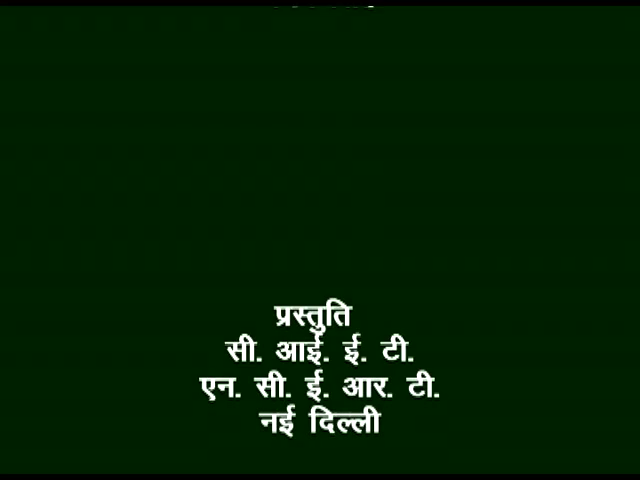 प्रस्तुति
सी. आई. ई. टी.
एन. सी. ई. आर. टी.
नई दिल्ली